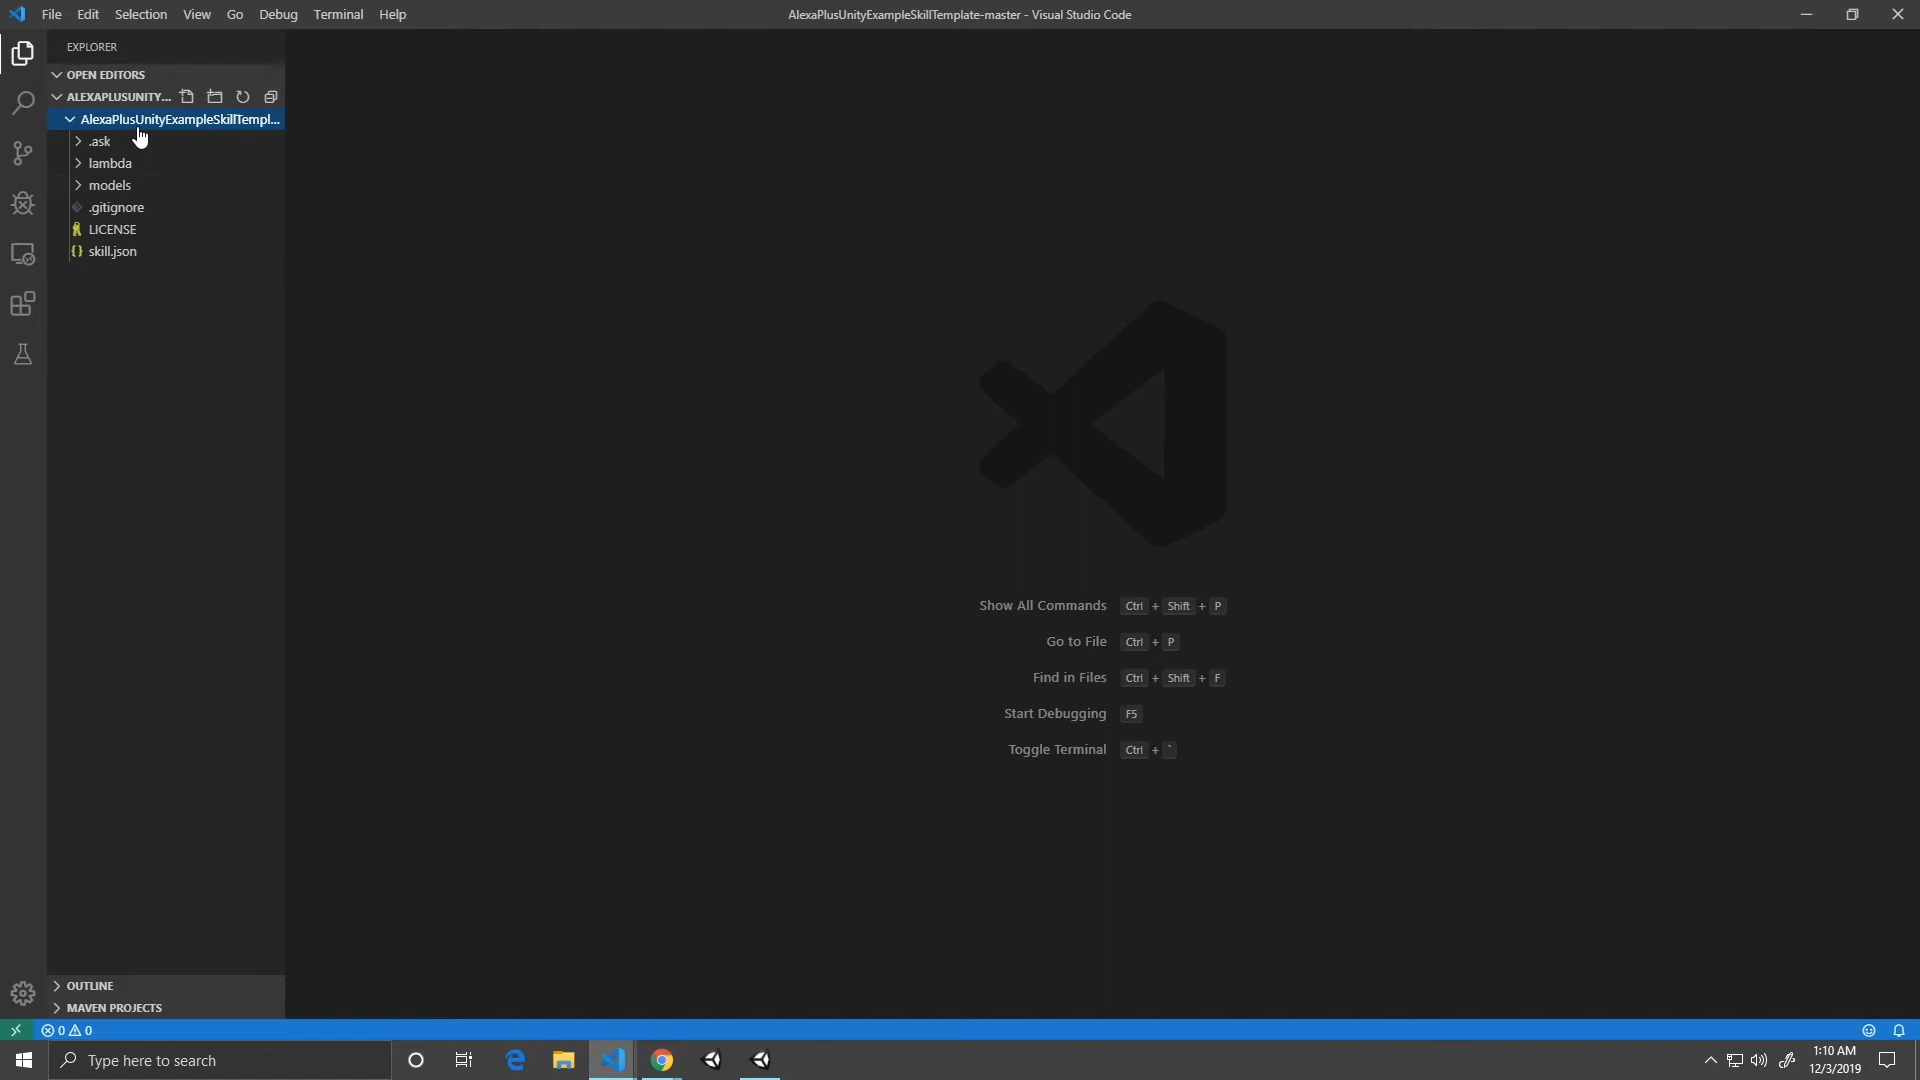 File Edit Selection View Go Debug Terminal Help
AlexaPlusUnityExampleSkillTemplate-master - Visual Studio Code
EXPLORER
OPEN EDITORS
ALEXAPLUSUNITY...
AlexaPlusUnityExampleSkillTempl...
.ask
lambda
models
.gitignore
LICENSE
skill.json
Show All Commands Ctrl + Shift + P
Go to File Ctrl + P
Find in Files Ctrl + Shift + F
Start Debugging F5
Toggle Terminal Ctrl + `
OUTLINE
MAVEN PROJECTS
0 0
Type here to search
1:10 AM
12/3/2019